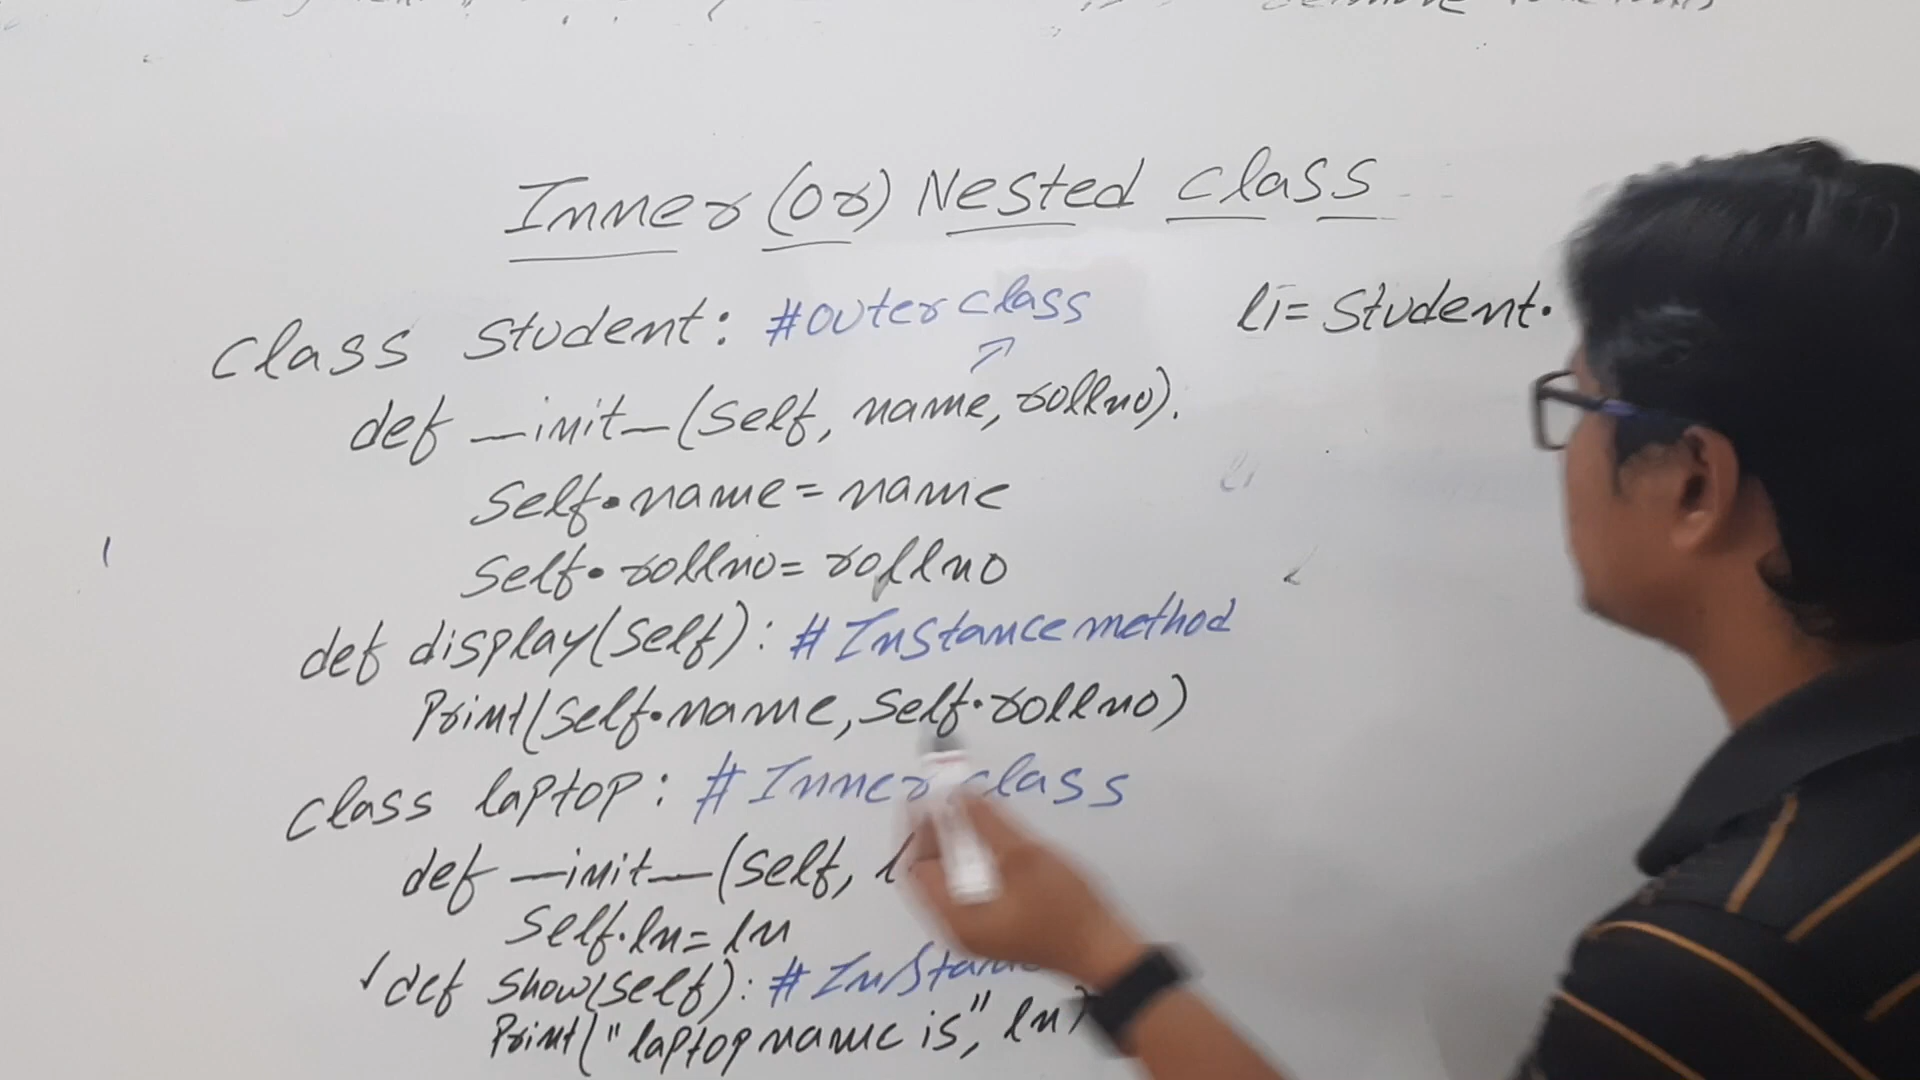 Inner (or) Nested class
class Student: #outer class
def __init__(self, name, rollno).
self.name = name
self.rollno = rollno
def display(self): # Instance method
Print(self.name, self.rollno)
class laptop: # Inner class
def __init__(self,
self.ln = ln
def show(self): #
Print("laptop name is", ln)
l1 = Student.